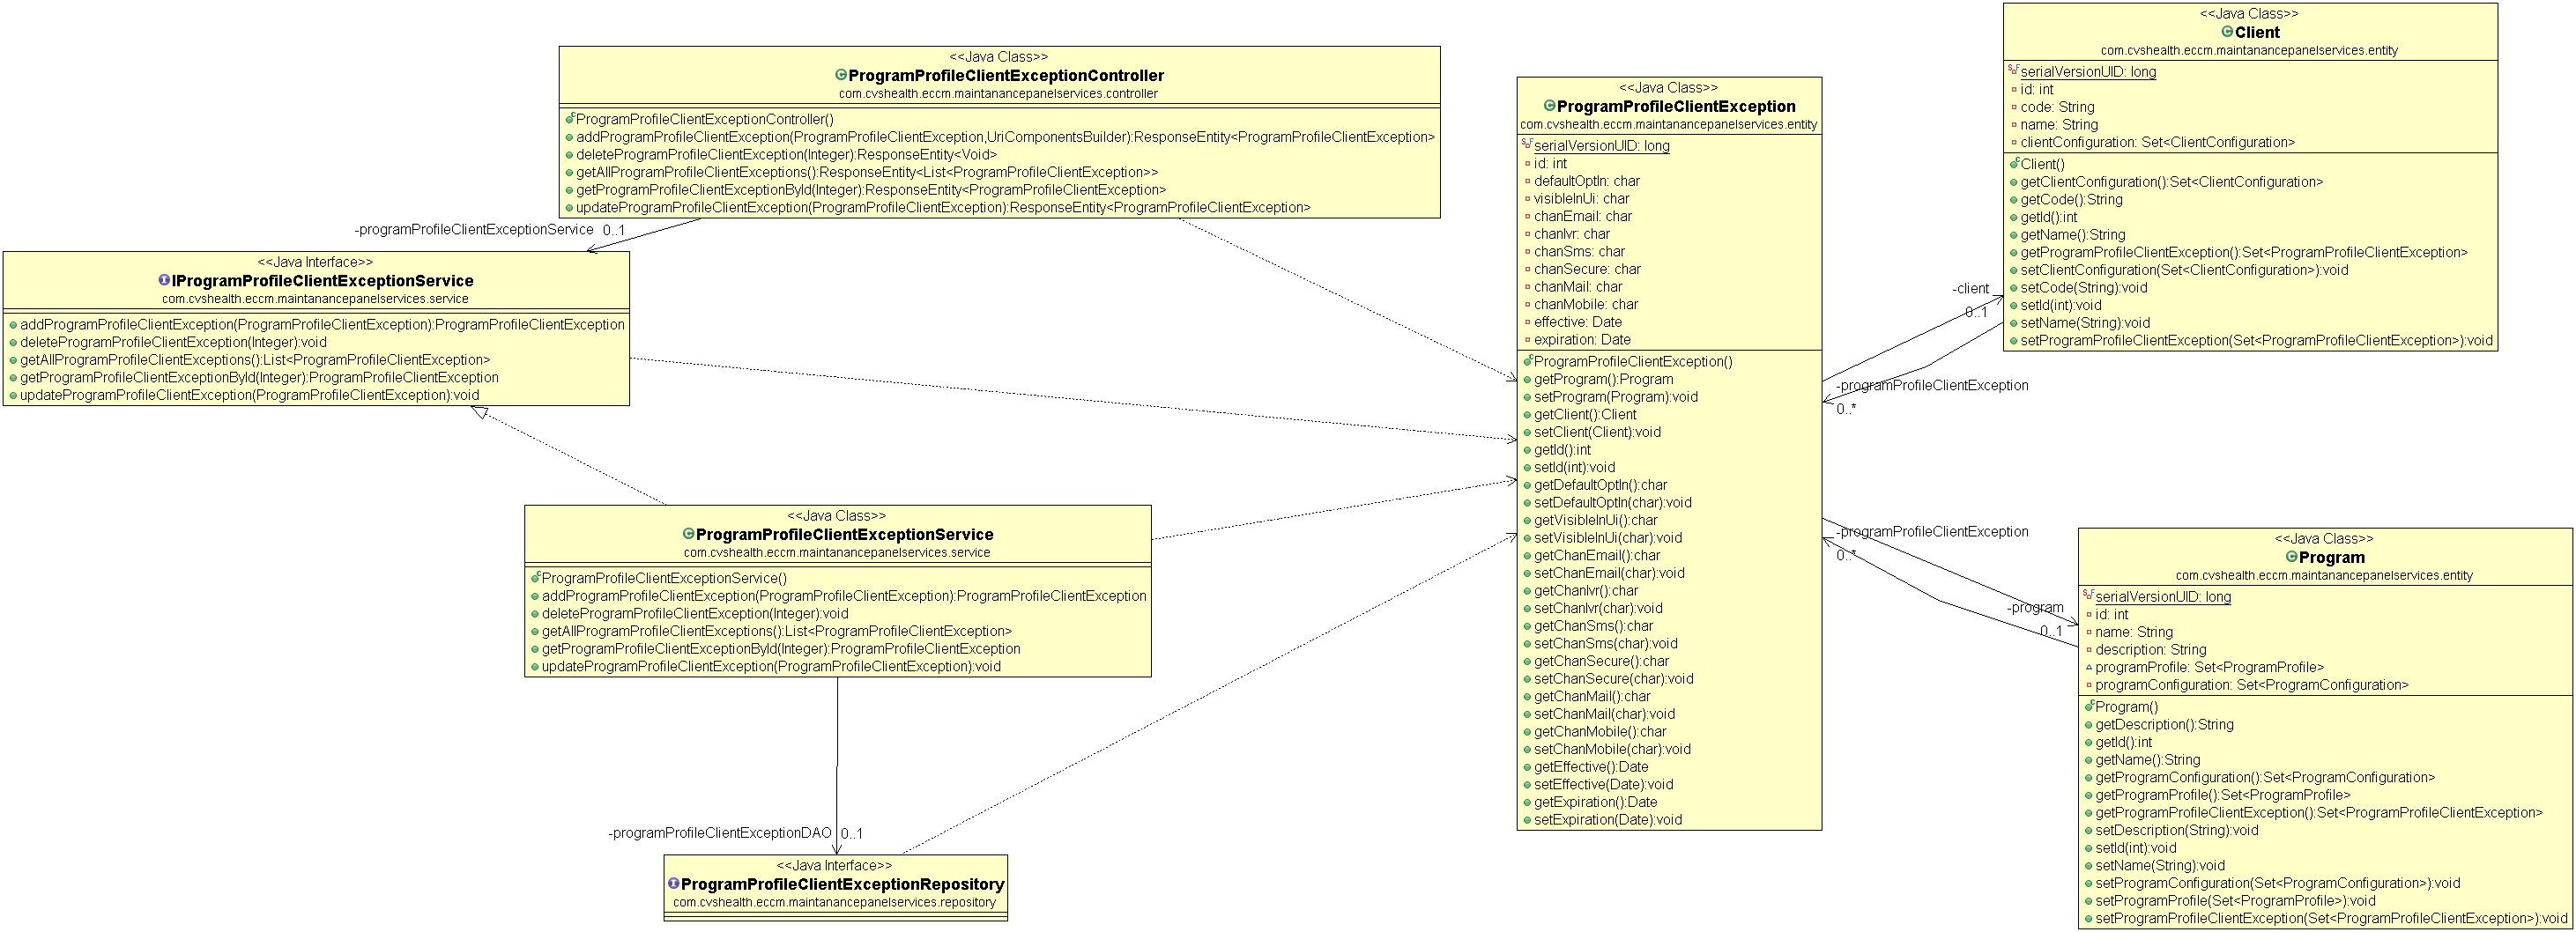 <<Java Class>>
ProgramProfileClientExceptionController
com.cvshealth.eccm.maintanancepanelservices.controller
ProgramProfileClientExceptionController()
addProgramProfileClientException(ProgramProfileClientException,UriComponentsBuilder):ResponseEntity<ProgramProfileClientException>
deleteProgramProfileClientException(Integer):ResponseEntity<Void>
getAllProgramProfileClientExceptions():ResponseEntity<List<ProgramProfileClientException>>
getProgramProfileClientExceptionById(Integer):ResponseEntity<ProgramProfileClientException>
updateProgramProfileClientException(ProgramProfileClientException):ResponseEntity<ProgramProfileClientException>
-programProfileClientExceptionService
0..1
<<Java Interface>>
IProgramProfileClientExceptionService
com.cvshealth.eccm.maintanancepanelservices.service
addProgramProfileClientException(ProgramProfileClientException):ProgramProfileClientException
deleteProgramProfileClientException(Integer):void
getAllProgramProfileClientExceptions():List<ProgramProfileClientException>
getProgramProfileClientExceptionById(Integer):ProgramProfileClientException
updateProgramProfileClientException(ProgramProfileClientException):void
<<Java Class>>
ProgramProfileClientExceptionService
com.cvshealth.eccm.maintanancepanelservices.service
ProgramProfileClientExceptionService()
addProgramProfileClientException(ProgramProfileClientException):ProgramProfileClientException
deleteProgramProfileClientException(Integer):void
getAllProgramProfileClientExceptions():List<ProgramProfileClientException>
getProgramProfileClientExceptionById(Integer):ProgramProfileClientException
updateProgramProfileClientException(ProgramProfileClientException):void
-programProfileClientExceptionDAO
0..1
<<Java Interface>>
ProgramProfileClientExceptionRepository
com.cvshealth.eccm.maintanancepanelservices.repository
<<Java Class>>
ProgramProfileClientException
com.cvshealth.eccm.maintanancepanelservices.entity
serialVersionUID: long
id: int
defaultOptIn: char
visibleInUi: char
chanEmail: char
chanIvr: char
chanSms: char
chanSecure: char
chanMail: char
chanMobile: char
effective: Date
expiration: Date
ProgramProfileClientException()
getProgram():Program
setProgram(Program):void
getClient():Client
setClient(Client):void
getId():int
setId(int):void
getDefaultOptIn():char
setDefaultOptIn(char):void
getVisibleInUi():char
setVisibleInUi(char):void
getChanEmail():char
setChanEmail(char):void
getChanIvr():char
setChanIvr(char):void
getChanSms():char
setChanSms(char):void
getChanSecure():char
setChanSecure(char):void
getChanMail():char
setChanMail(char):void
getChanMobile():char
setChanMobile(char):void
getEffective():Date
setEffective(Date):void
getExpiration():Date
setExpiration(Date):void
-client
0..1
-programProfileClientException
0..*
-programProfileClientException
0..*
-program
0..1
<<Java Class>>
Client
com.cvshealth.eccm.maintanancepanelservices.entity
serialVersionUID: long
id: int
code: String
name: String
clientConfiguration: Set<ClientConfiguration>
Client()
getClientConfiguration():Set<ClientConfiguration>
getCode():String
getId():int
getName():String
getProgramProfileClientException():Set<ProgramProfileClientException>
setClientConfiguration(Set<ClientConfiguration>):void
setCode(String):void
setId(int):void
setName(String):void
setProgramProfileClientException(Set<ProgramProfileClientException>):void
<<Java Class>>
Program
com.cvshealth.eccm.maintanancepanelservices.entity
serialVersionUID: long
id: int
name: String
description: String
programProfile: Set<ProgramProfile>
programConfiguration: Set<ProgramConfiguration>
Program()
getDescription():String
getId():int
getName():String
getProgramConfiguration():Set<ProgramConfiguration>
getProgramProfile():Set<ProgramProfile>
getProgramProfileClientException():Set<ProgramProfileClientException>
setDescription(String):void
setId(int):void
setName(String):void
setProgramConfiguration(Set<ProgramConfiguration>):void
setProgramProfile(Set<ProgramProfile>):void
setProgramProfileClientException(Set<ProgramProfileClientException>):void